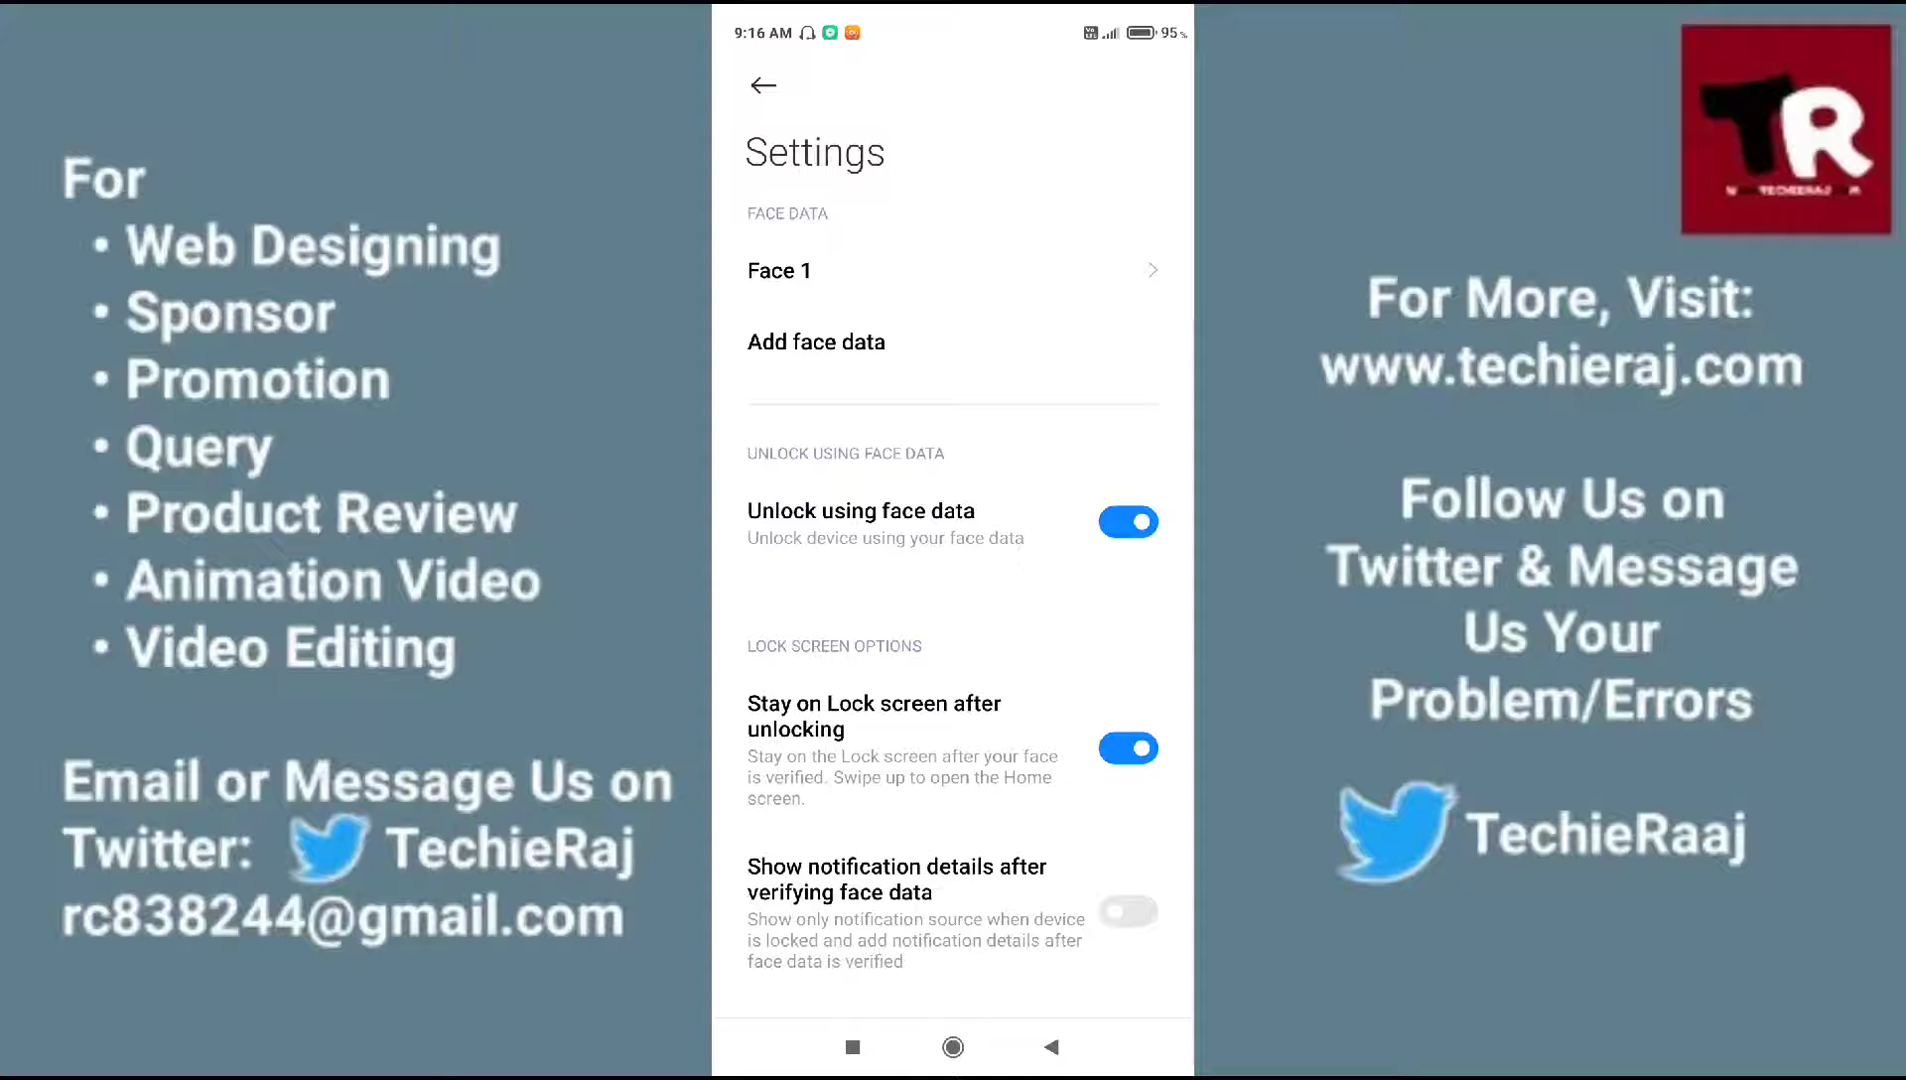 For
• Web Designing
• Sponsor
• Promotion
• Query
• Product Review
• Animation Video
• Video Editing
Email or Message Us on
Twitter: TechieRaj
rc838244@gmail.com
9:16 AM 95%
Settings
FACE DATA
Face 1
Add face data
UNLOCK USING FACE DATA
Unlock using face data
Unlock device using your face data
LOCK SCREEN OPTIONS
Stay on Lock screen after
unlocking
Stay on the Lock screen after your face
is verified. Swipe up to open the Home
screen.
Show notification details after
verifying face data
Show only notification source when device
is locked and add notification details after
face data is verified
TR
For More, Visit:
www.techieraj.com
Follow Us on
Twitter & Message
Us Your
Problem/Errors
TechieRaaj